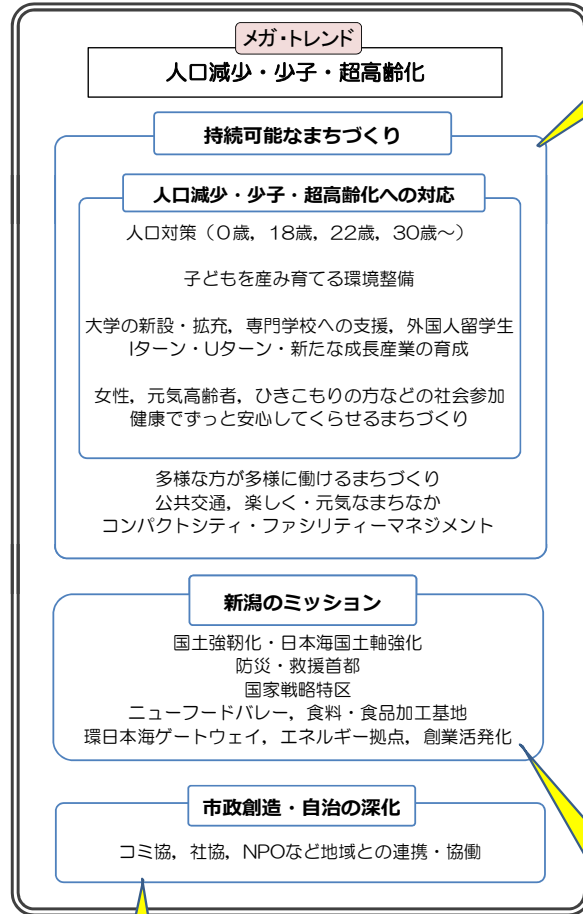 メガ・トレンド
人口減少・少子・超高齢化
持続可能なまちづくり
人口減少・少子・超高齢化への対応
人口対策（０歳，18歳，22歳，30歳～）
子どもを産み育てる環境整備
大学の新設・拡充，専門学校への支援，外国人留学生
Iターン・Uターン・新たな成長産業の育成
女性，元気高齢者，ひきこもりの方などの社会参加
健康でずっと安心してくらせるまちづくり
多様な方が多様に働けるまちづくり
公共交通，楽しく・元気なまちなか
コンパクトシティ・ファシリティーマネジメント
新潟のミッション
国土強靭化・日本海国土軸強化
防災・救援首都
国家戦略特区
ニューフードバレー，食料・食品加工基地
環日本海ゲートウェイ，エネルギー拠点，創業活発化
市政創造・自治の深化
コミ協，社協，NPOなど地域との連携・協働